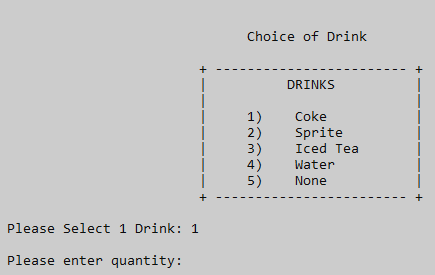 Choice of Drink
+ ------------------------ +
| DRINKS |
| |
| 1) Coke |
| 2) Sprite |
| 3) Iced Tea |
| 4) Water |
| 5) None |
+ ------------------------ +
Please Select 1 Drink: 1
Please enter quantity: